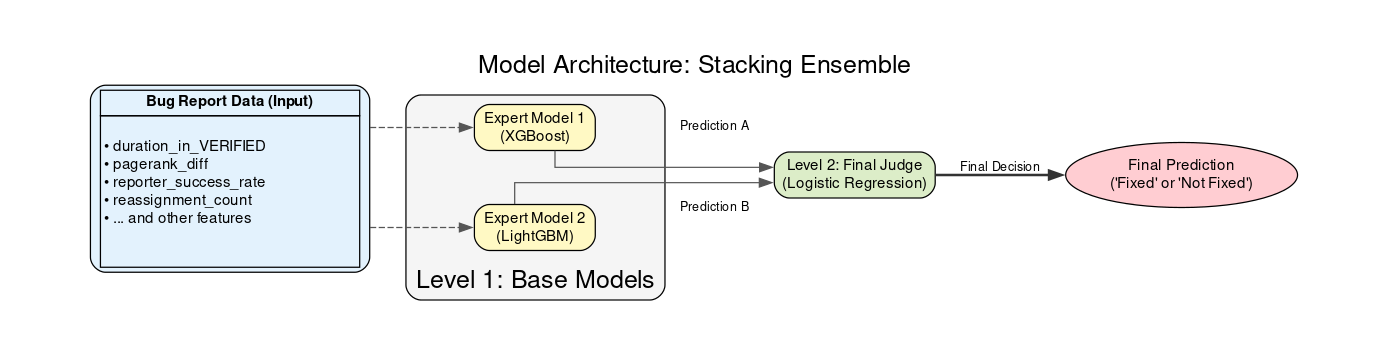 Model Architecture: Stacking Ensemble
Bug Report Data (Input)
• duration_in_VERIFIED
• pagerank_diff
• reporter_success_rate
• reassignment_count
• ... and other features
Expert Model 1
(XGBoost)
Expert Model 2
(LightGBM)
Level 1: Base Models
Prediction A
Prediction B
Level 2: Final Judge
(Logistic Regression)
Final Decision
Final Prediction
('Fixed' or 'Not Fixed')